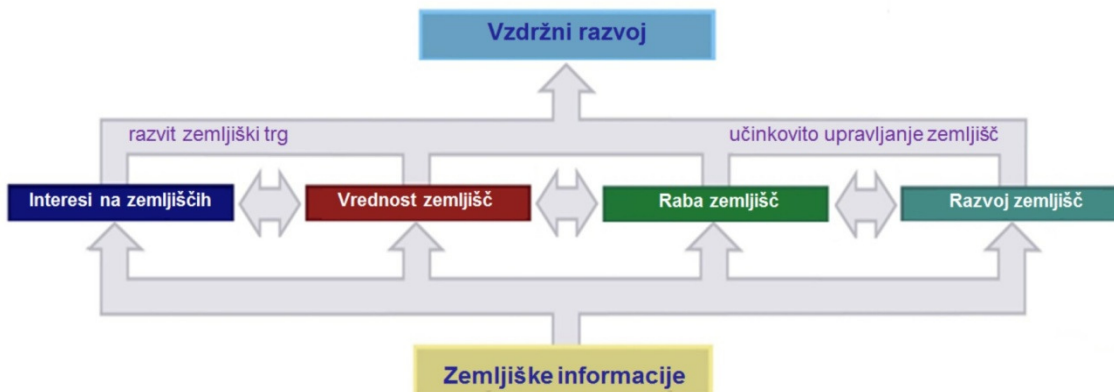 Vzdržni razvoj
razvit zemljiški trg
učinkovito upravljanje zemljišč
Interesi na zemljiščih
Vrednost zemljišč
Raba zemljišč
Razvoj zemljišč
Zemljiške informacije